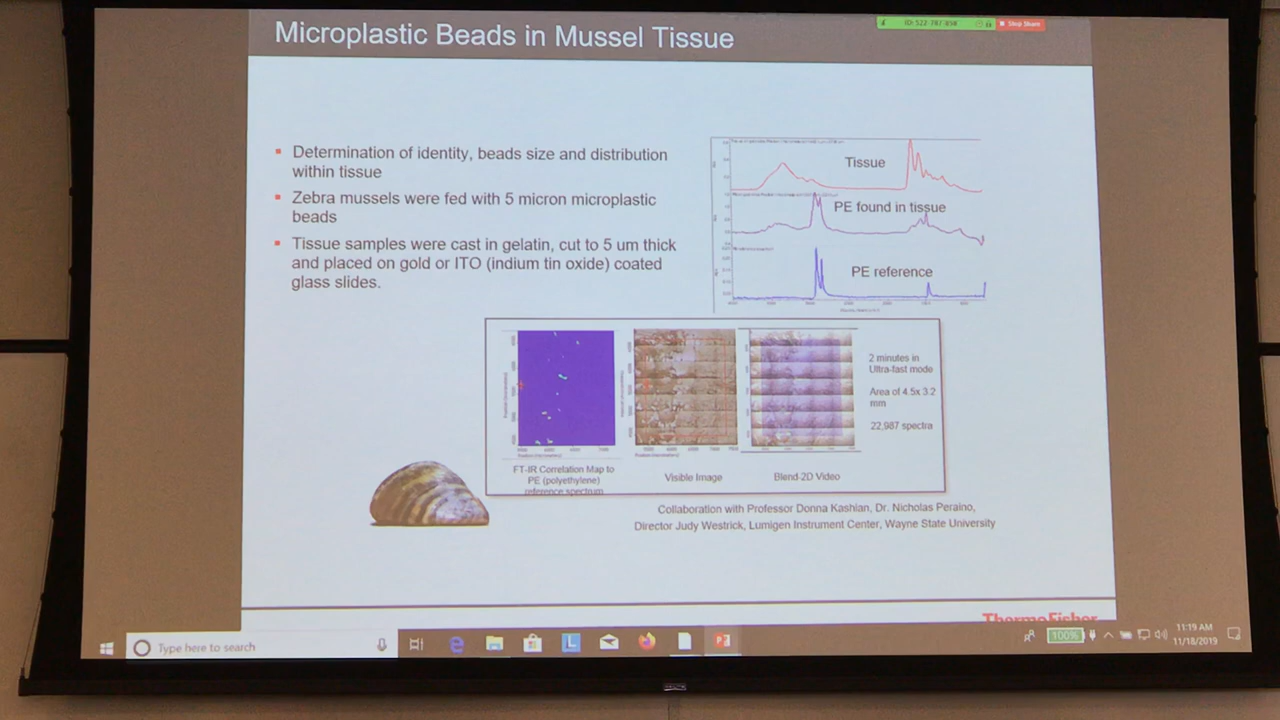 Microplastic Beads in Mussel Tissue
ID: 522-787-898
Stop Share
Determination of identity, beads size and distribution
within tissue
Zebra mussels were fed with 5 micron microplastic
beads
Tissue samples were cast in gelatin, cut to 5 um thick
and placed on gold or ITO (indium tin oxide) coated
glass slides.
Tissue
PE found in tissue
PE reference
2 minutes in
Ultra-fast mode
Area of 4.5x 3.2
mm
22,987 spectra
FT-IR Correlation Map to
PE (polyethylene)
reference spectrum
Visible Image
Blend-2D Video
Collaboration with Professor Donna Kashian, Dr. Nicholas Peraino,
Director Judy Westrick, Lumigen Instrument Center, Wayne State University
ThermoFisher
Type here to search
100%
11:19 AM
11/18/2019